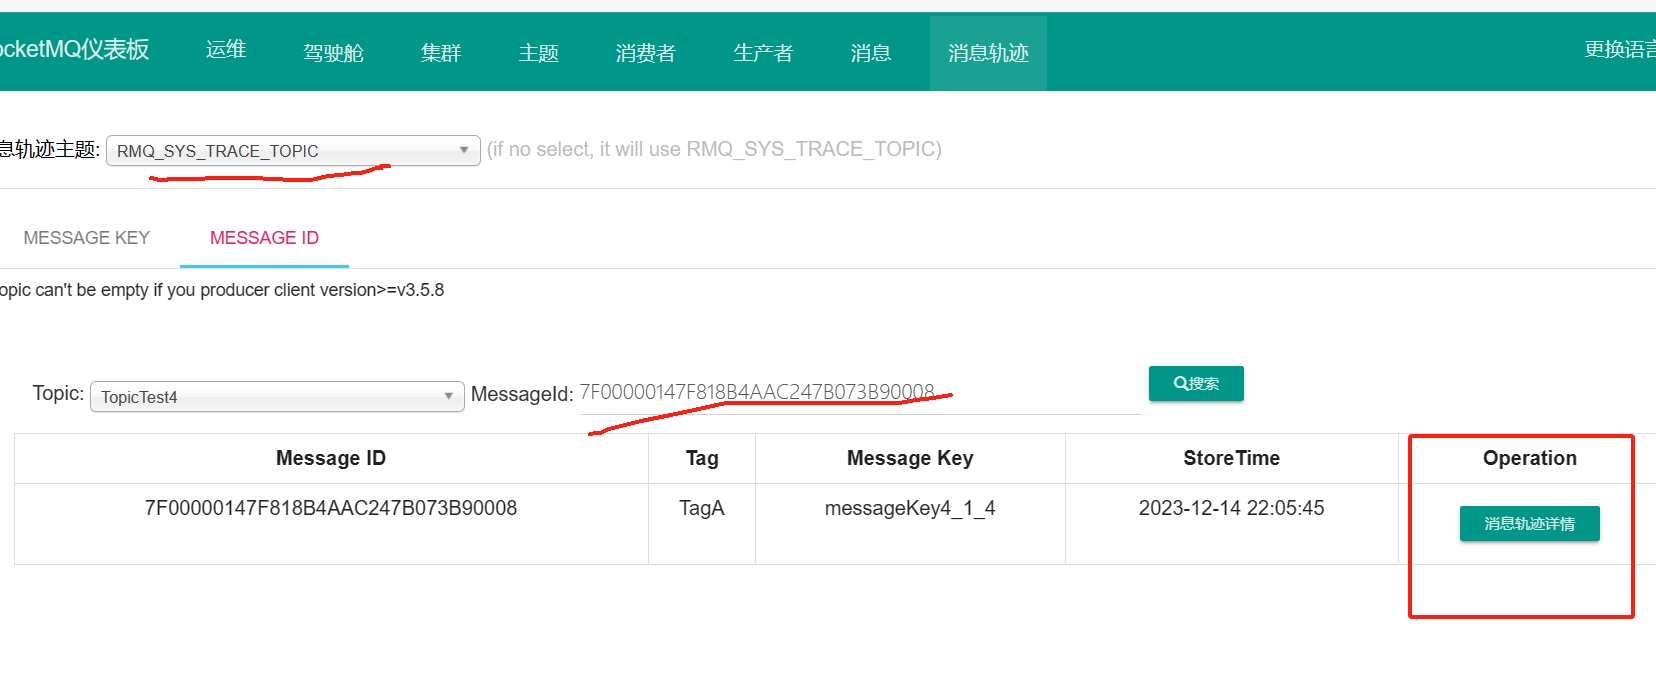 ocketMQ仪表板 运维 驾驶舱 集群 主题 消费者 生产者 消息 消息轨迹 更换语言
息轨迹主题: RMQ_SYS_TRACE_TOPIC (if no select, it will use RMQ_SYS_TRACE_TOPIC)
MESSAGE KEY MESSAGE ID
opic can't be empty if you producer client version>=v3.5.8
Topic: TopicTest4 MessageId: 7F00000147F818B4AAC247B073B90008 搜索
Message ID Tag Message Key StoreTime Operation
7F00000147F818B4AAC247B073B90008 TagA messageKey4_1_4 2023-12-14 22:05:45 消息轨迹详情